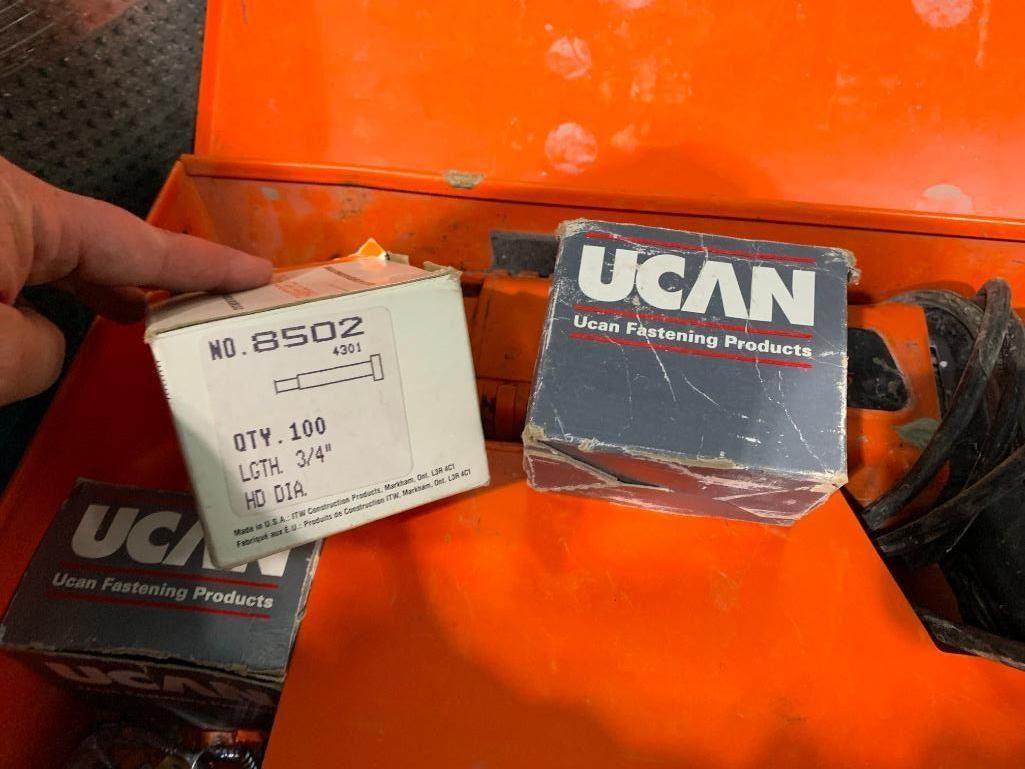 NO. 8502
4301
QTY. 100
LGTH. 3/4"
HD DIA.
Made in U.S.A.: ITW Construction Products, Markham, Ont. L3R 4C1
Fabriqué aux É.U.: Produits de Construction ITW, Markham, Ont. L3R 4C1
UCAN
Ucan Fastening Products
UCAN
Ucan Fastening Products
UCAN